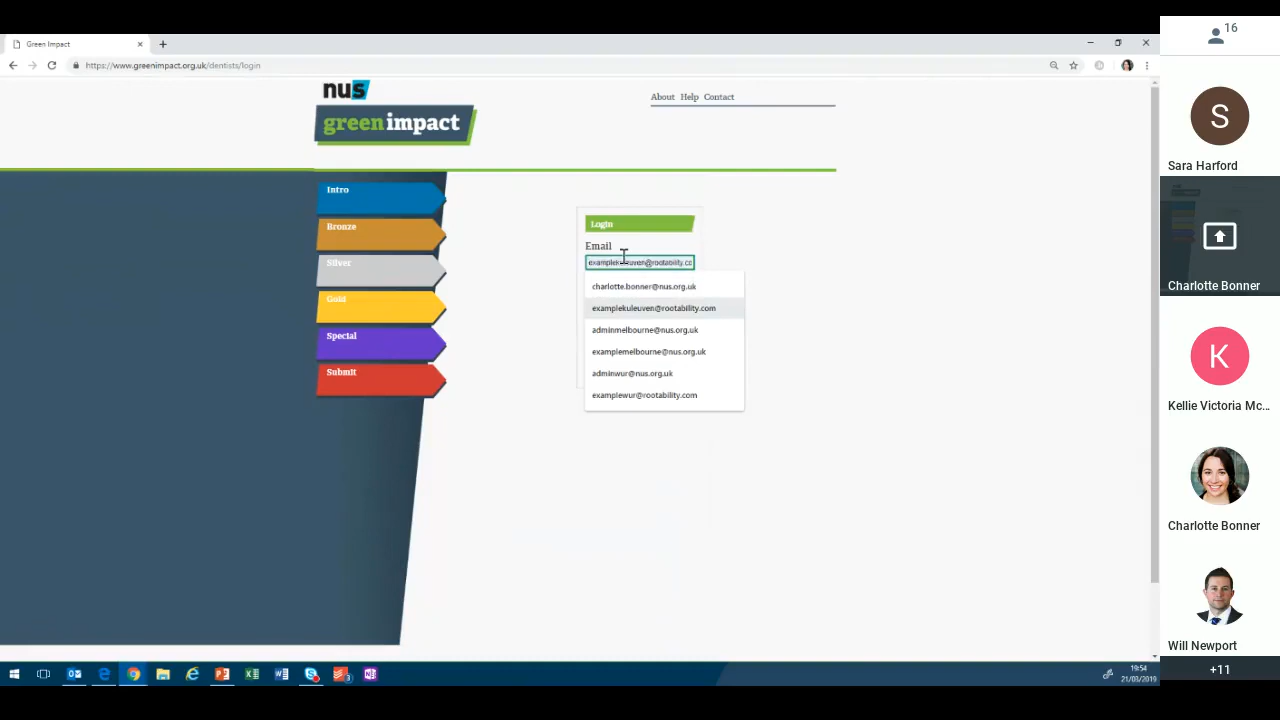 Green Impact
16
https://www.greenimpact.org.uk/dentists/login
nus
About Help Contact
greenimpact
S
Sara Harford
Intro
Bronze
Silver
Gold
Special
Submit
Login
Email
charlotte.bonner@nus.org.uk
examplekuleuven@rootability.com
adminmelbourne@nus.org.uk
examplemelbourne@nus.org.uk
adminwur@nus.org.uk
examplewur@rootability.com
Charlotte Bonner
K
Kellie Victoria Mc...
Charlotte Bonner
Will Newport
+11
19:54
21/03/2019